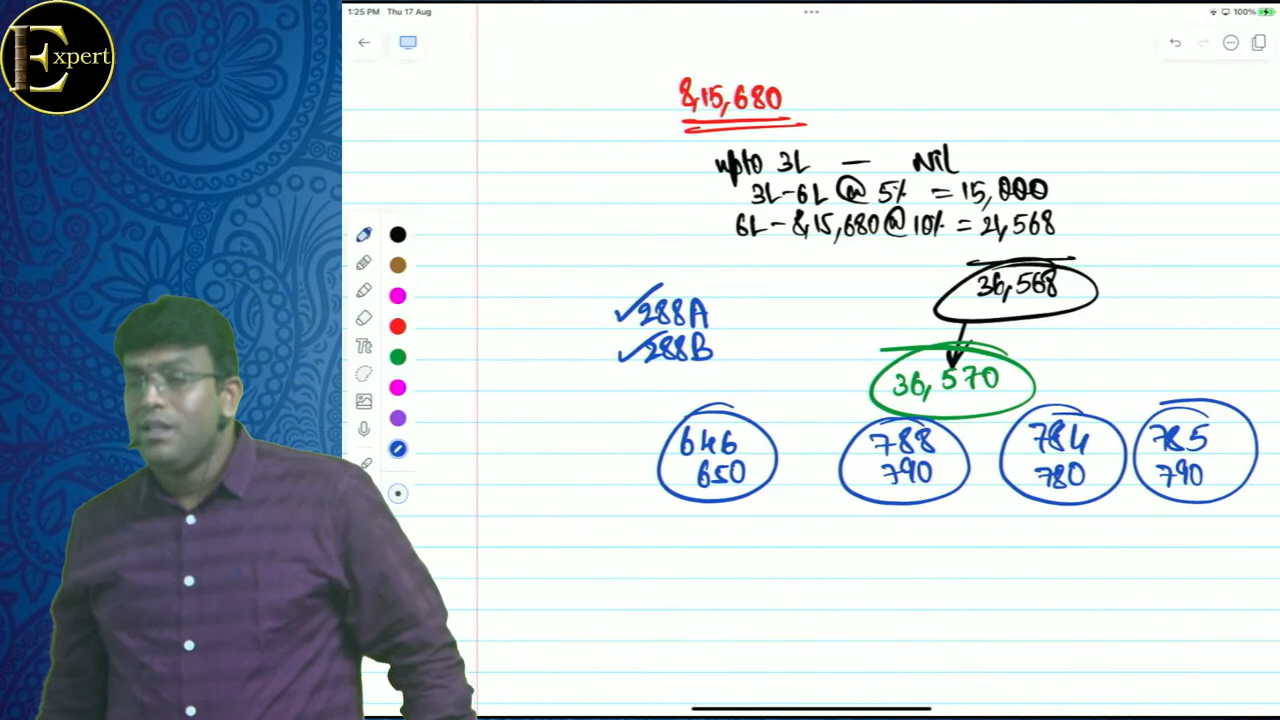 Expert
1:25 PM Thu 17 Aug
100%
8,15,680
upto 3L — Nil
3L-6L @ 5% = 15,000
6L - 8,15,680 @ 10% = 21,568
36,568
288A
288B
36,570
646 788 784 785
650 790 780 790
Tt